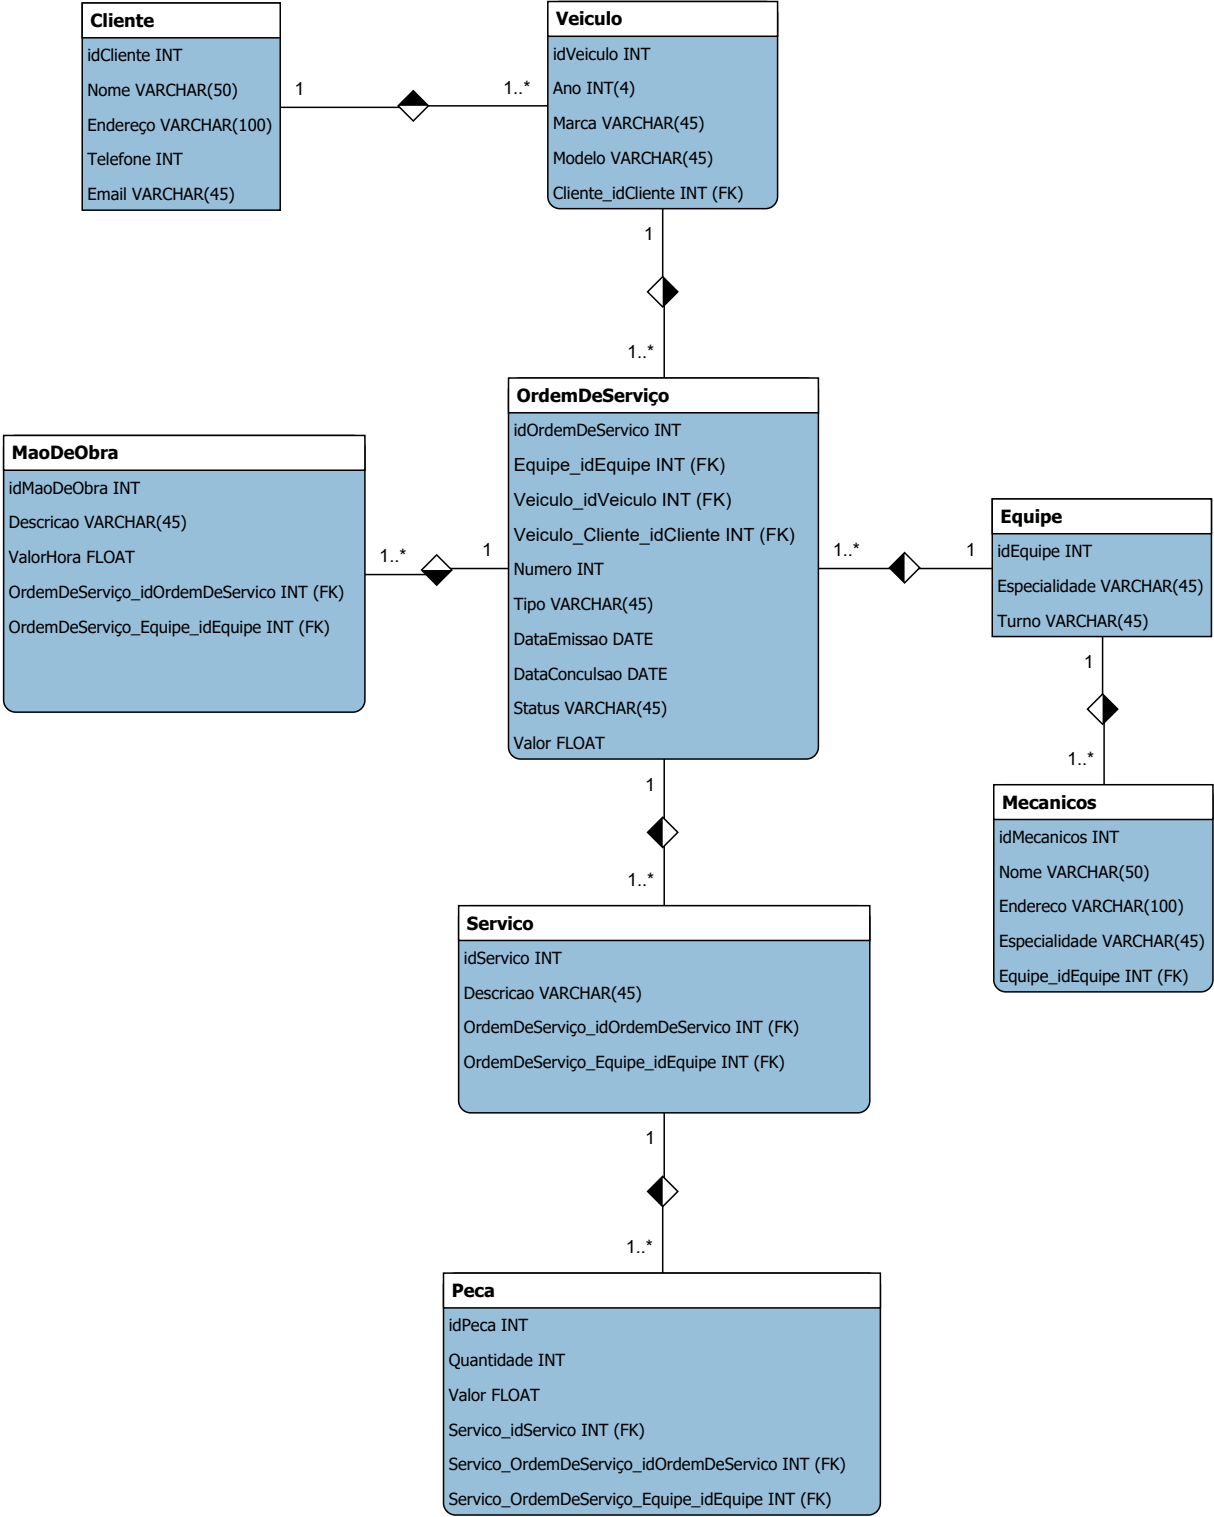 Cliente
idCliente INT
Nome VARCHAR(50)
Endereço VARCHAR(100)
Telefone INT
Email VARCHAR(45)
1
1..*
Veiculo
idVeiculo INT
Ano INT(4)
Marca VARCHAR(45)
Modelo VARCHAR(45)
Cliente_idCliente INT (FK)
1
1..*
OrdemDeServiço
idOrdemDeServico INT
Equipe_idEquipe INT (FK)
Veiculo_idVeiculo INT (FK)
Veiculo_Cliente_idCliente INT (FK)
Numero INT
Tipo VARCHAR(45)
DataEmissao DATE
DataConculsao DATE
Status VARCHAR(45)
Valor FLOAT
MaoDeObra
idMaoDeObra INT
Descricao VARCHAR(45)
ValorHora FLOAT
OrdemDeServiço_idOrdemDeServico INT (FK)
OrdemDeServiço_Equipe_idEquipe INT (FK)
1..*
1
1..*
1
Equipe
idEquipe INT
Especialidade VARCHAR(45)
Turno VARCHAR(45)
1
1..*
Mecanicos
idMecanicos INT
Nome VARCHAR(50)
Endereco VARCHAR(100)
Especialidade VARCHAR(45)
Equipe_idEquipe INT (FK)
1
1..*
Servico
idServico INT
Descricao VARCHAR(45)
OrdemDeServiço_idOrdemDeServico INT (FK)
OrdemDeServiço_Equipe_idEquipe INT (FK)
1
1..*
Peca
idPeca INT
Quantidade INT
Valor FLOAT
Servico_idServico INT (FK)
Servico_OrdemDeServiço_idOrdemDeServico INT (FK)
Servico_OrdemDeServiço_Equipe_idEquipe INT (FK)